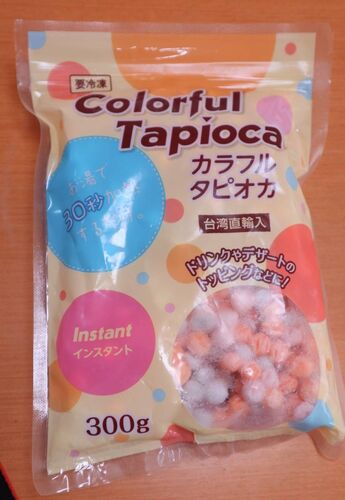 要冷凍
Colorful
Tapioca
カラフル
タピオカ
台湾直輸入
お湯で
30秒
する
ドリンクやデザートの
トッピングなどに!
Instant
インスタント
300g